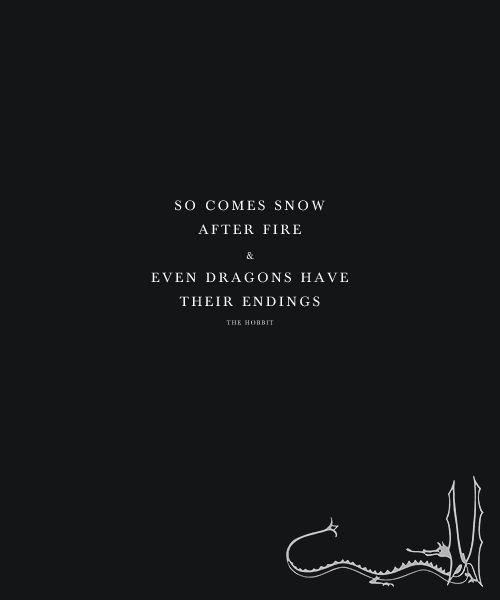 SO COMES SNOW
AFTER FIRE
&
EVEN DRAGONS HAVE
THEIR ENDINGS
THE HOBBIT